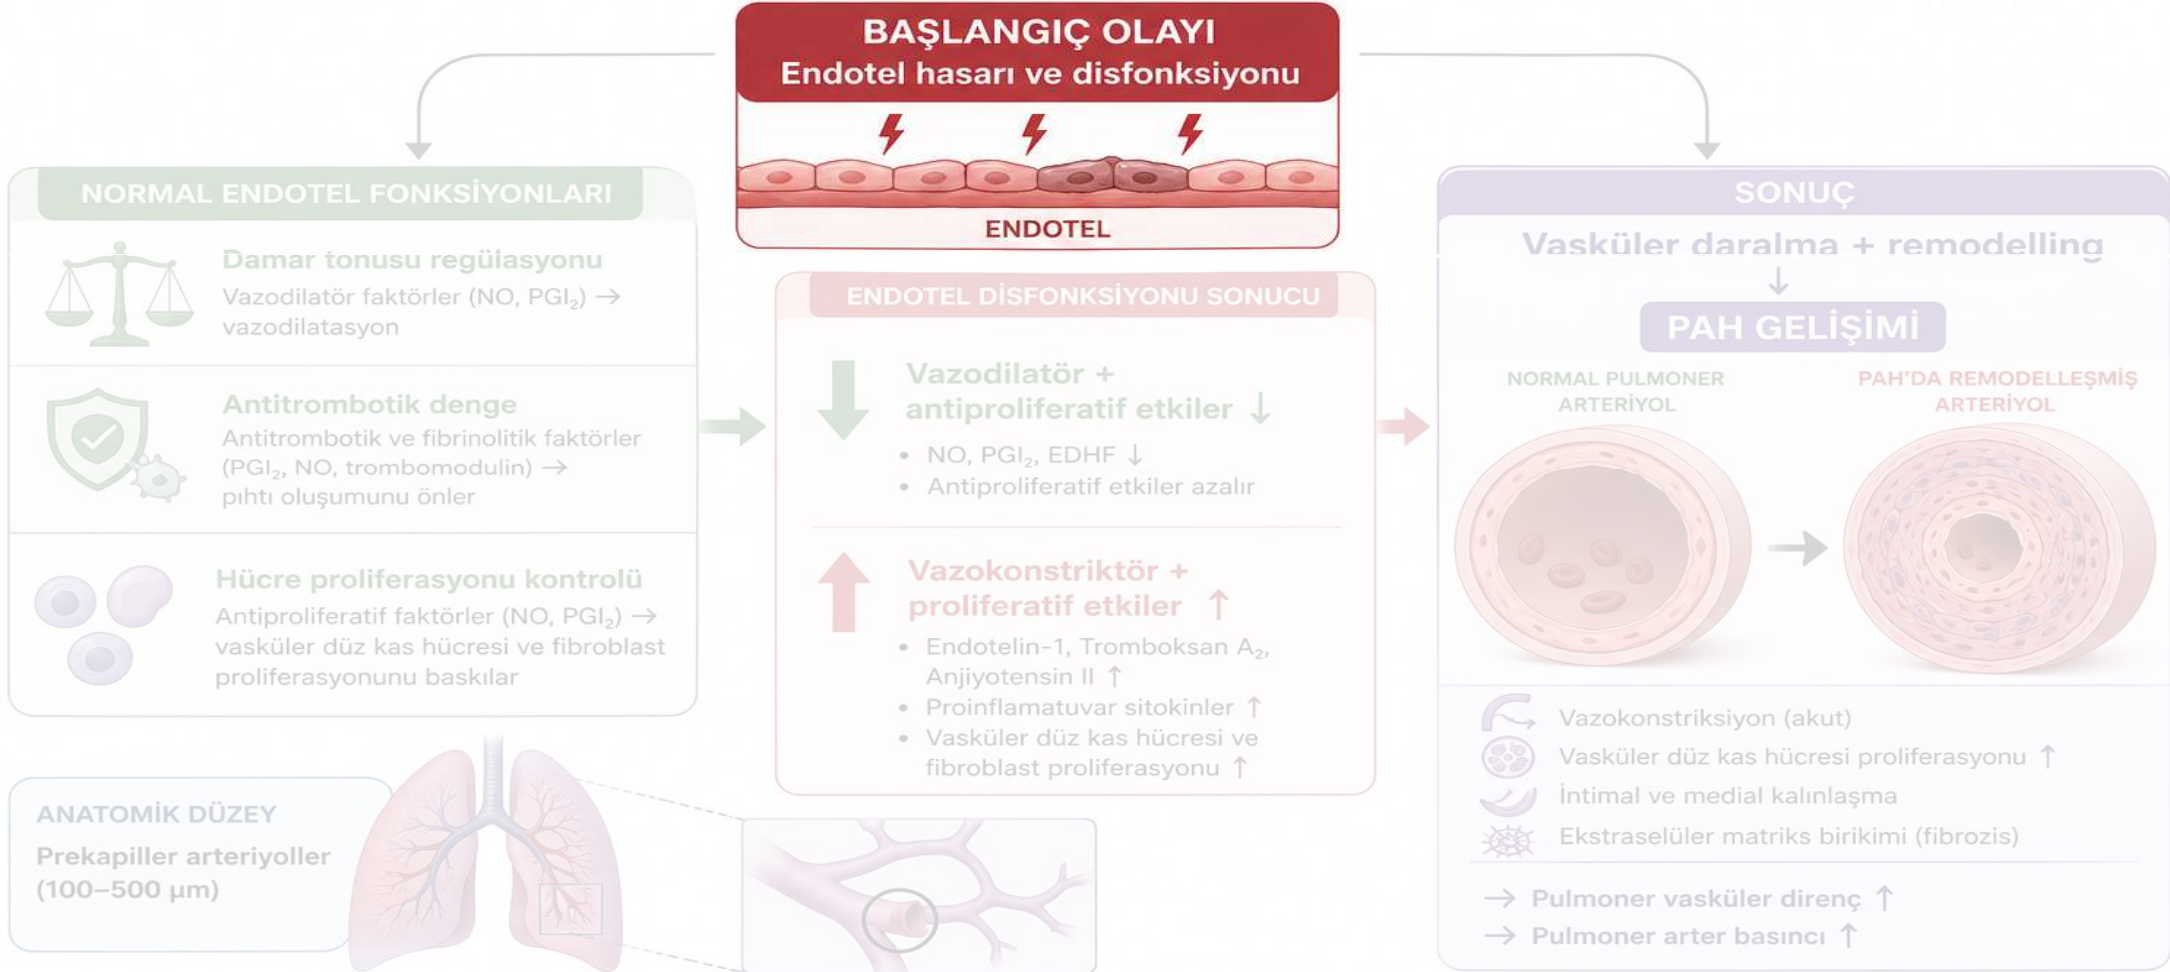 BAŞLANGIÇ OLAYI
Endotel hasarı ve disfonksiyonu
ENDOTEL
NORMAL ENDOTEL FONKSİYONLARI
Damar tonusu regülasyonu
Vazodilatör faktörler (NO, PGI₂) →
vazodilatasyon
Antitrombotik denge
Antitrombotik ve fibrinolitik faktörler
(PGI₂, NO, trombomodulin) →
pıhtı oluşumunu önler
Hücre proliferasyonu kontrolü
Antiproliferatif faktörler (NO, PGI₂) →
vasküler düz kas hücresi ve fibroblast
proliferasyonunu baskılar
ANATOMİK DÜZEY
Prekapiller arteriyoller
(100–500 µm)
ENDOTEL DİSFONKSİYONU SONUCU
Vazodilatör +
antiproliferatif etkiler ↓
• NO, PGI₂, EDHF ↓
• Antiproliferatif etkiler azalır
Vazokonstriktör +
proliferatif etkiler ↑
• Endotelin-1, Tromboksan A₂,
Anjiyotensin II ↑
• Proinflamatuvar sitokinler ↑
• Vasküler düz kas hücresi ve
fibroblast proliferasyonu ↑
SONUÇ
Vasküler daralma + remodelling
↓
PAH GELİŞİMİ
NORMAL PULMONER
ARTERİYOL
PAH'DA REMODELLEŞMİŞ
ARTERİYOL
Vazokonstriksiyon (akut)
Vasküler düz kas hücresi proliferasyonu ↑
İntimal ve medial kalınlaşma
Ekstraselüler matriks birikimi (fibrozis)
→ Pulmoner vasküler direnç ↑
→ Pulmoner arter basıncı ↑